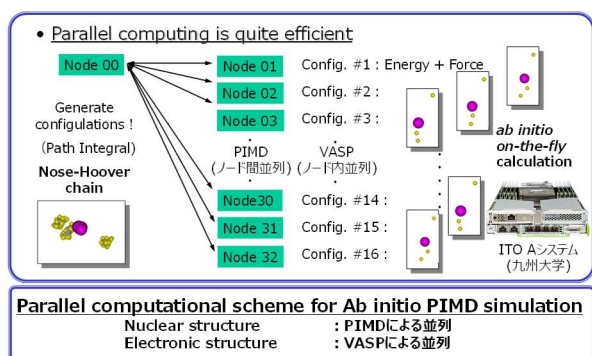 • Parallel computing is quite efficient
Node 00
Node 01
Config. #1 : Energy + Force
Node 02
Config. #2 :
Node 03
Config. #3 :
Generate
configulations !
(Path Integral)
Nose-Hoover
chain
PIMD
(ノード間並列)
VASP
(ノード内並列)
ab initio
on-the-fly
calculation
Node30
Config. #14 :
Node 31
Config. #15 :
Node 32
Config. #16 :
ITO Aシステム
(九州大学)
Parallel computational scheme for Ab initio PIMD simulation
Nuclear structure : PIMDによる並列
Electronic structure : VASPによる並列